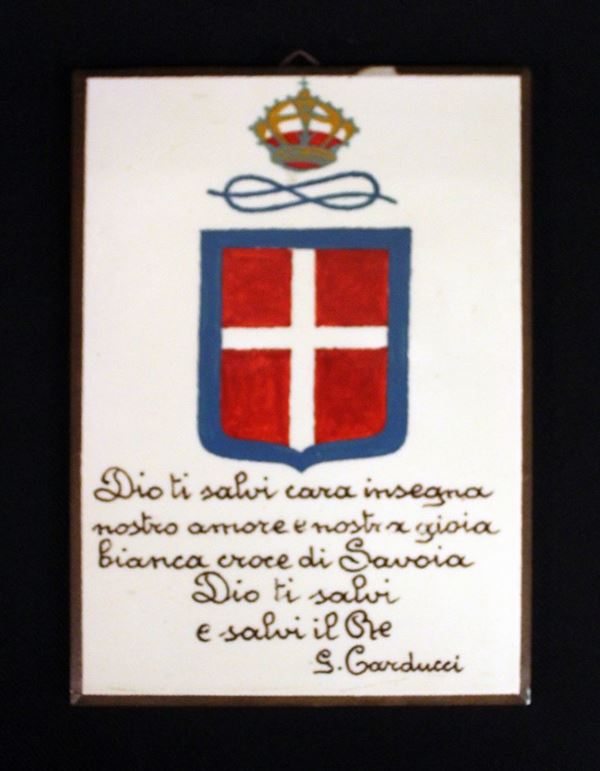 Dio ti salvi cara insegna
nostro amore e nostra gioia
bianca croce di Savoia
Dio ti salvi
e salvi il Re
G. Carducci